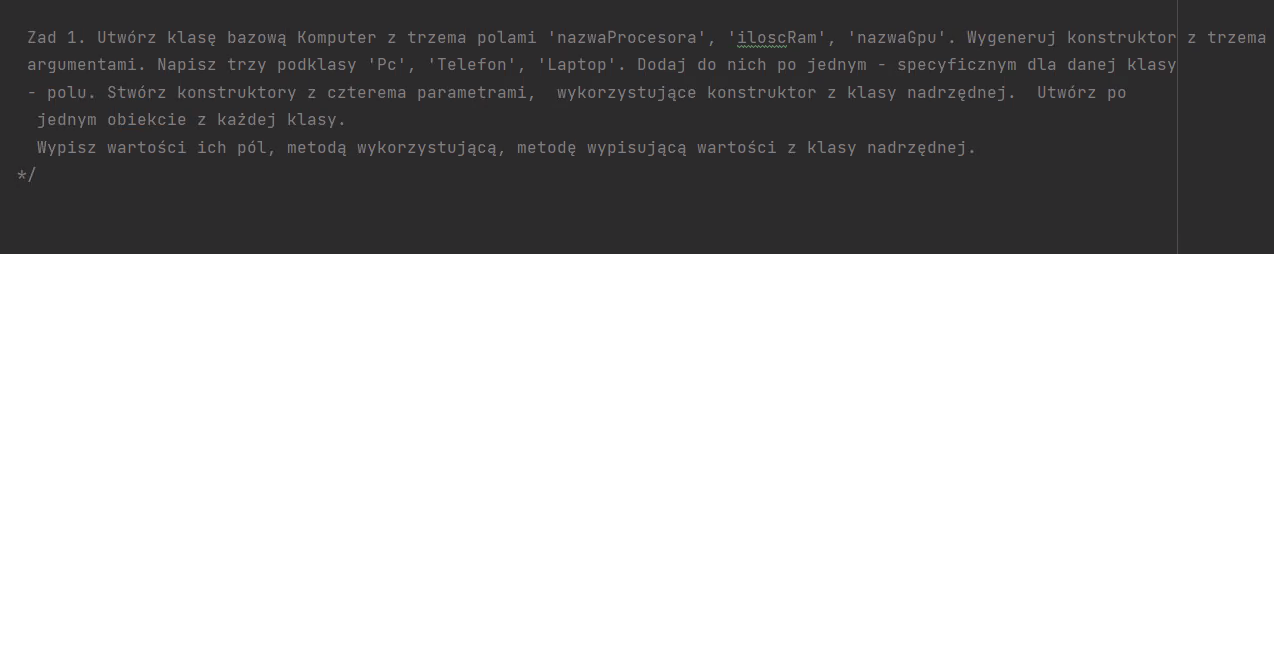 Zad 1. Utwórz klasę bazową Komputer z trzema polami 'nazwaProcesora', 'iloscRam', 'nazwaGpu'. Wygeneruj konstruktor z trzema
argumentami. Napisz trzy podklasy 'Pc', 'Telefon', 'Laptop'. Dodaj do nich po jednym - specyficznym dla danej klasy
- polu. Stwórz konstruktory z czterema parametrami,  wykorzystujące konstruktor z klasy nadrzędnej.  Utwórz po
jednym obiekcie z każdej klasy.
Wypisz wartości ich pól, metodą wykorzystującą, metodę wypisującą wartości z klasy nadrzędnej.
*/